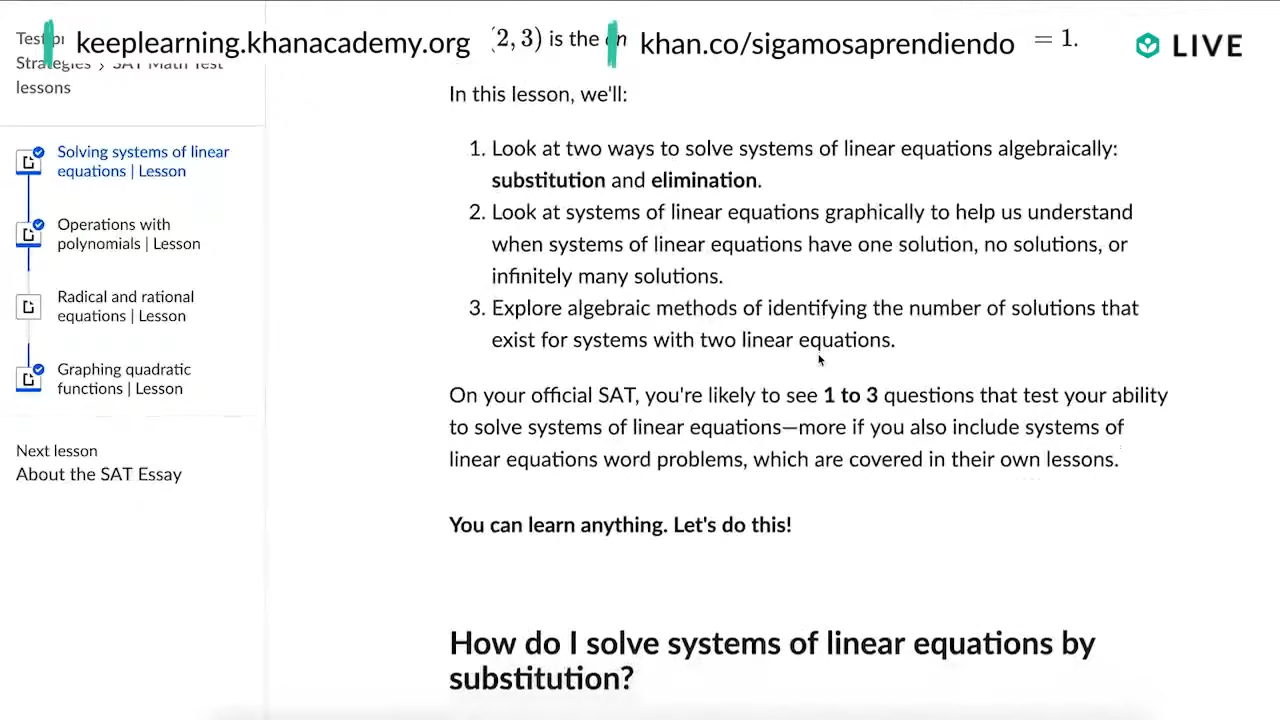 keeplearning.khanacademy.org
khan.co/sigamosaprendiendo
LIVE
(2, 3) is the
= 1.
Strategies > SAT Math Test
lessons
Solving systems of linear
equations | Lesson
Operations with
polynomials | Lesson
Radical and rational
equations | Lesson
Graphing quadratic
functions | Lesson
Next lesson
About the SAT Essay
In this lesson, we'll:
1. Look at two ways to solve systems of linear equations algebraically:
substitution and elimination.
2. Look at systems of linear equations graphically to help us understand
when systems of linear equations have one solution, no solutions, or
infinitely many solutions.
3. Explore algebraic methods of identifying the number of solutions that
exist for systems with two linear equations.
On your official SAT, you're likely to see 1 to 3 questions that test your ability
to solve systems of linear equations—more if you also include systems of
linear equations word problems, which are covered in their own lessons.
You can learn anything. Let's do this!
How do I solve systems of linear equations by
substitution?